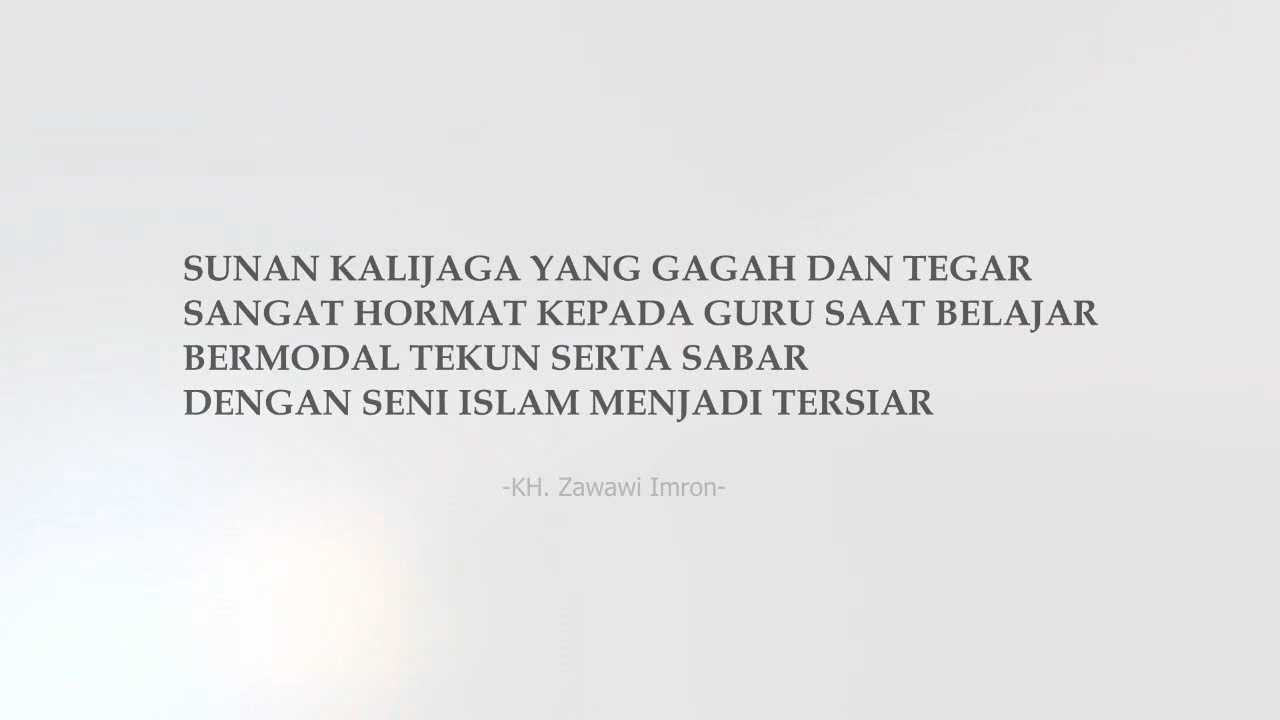 SUNAN KALIJAGA YANG GAGAH DAN TEGAR
SANGAT HORMAT KEPADA GURU SAAT BELAJAR
BERMODAL TEKUN SERTA SABAR
DENGAN SENI ISLAM MENJADI TERSIAR
-KH. Zawawi Imron-